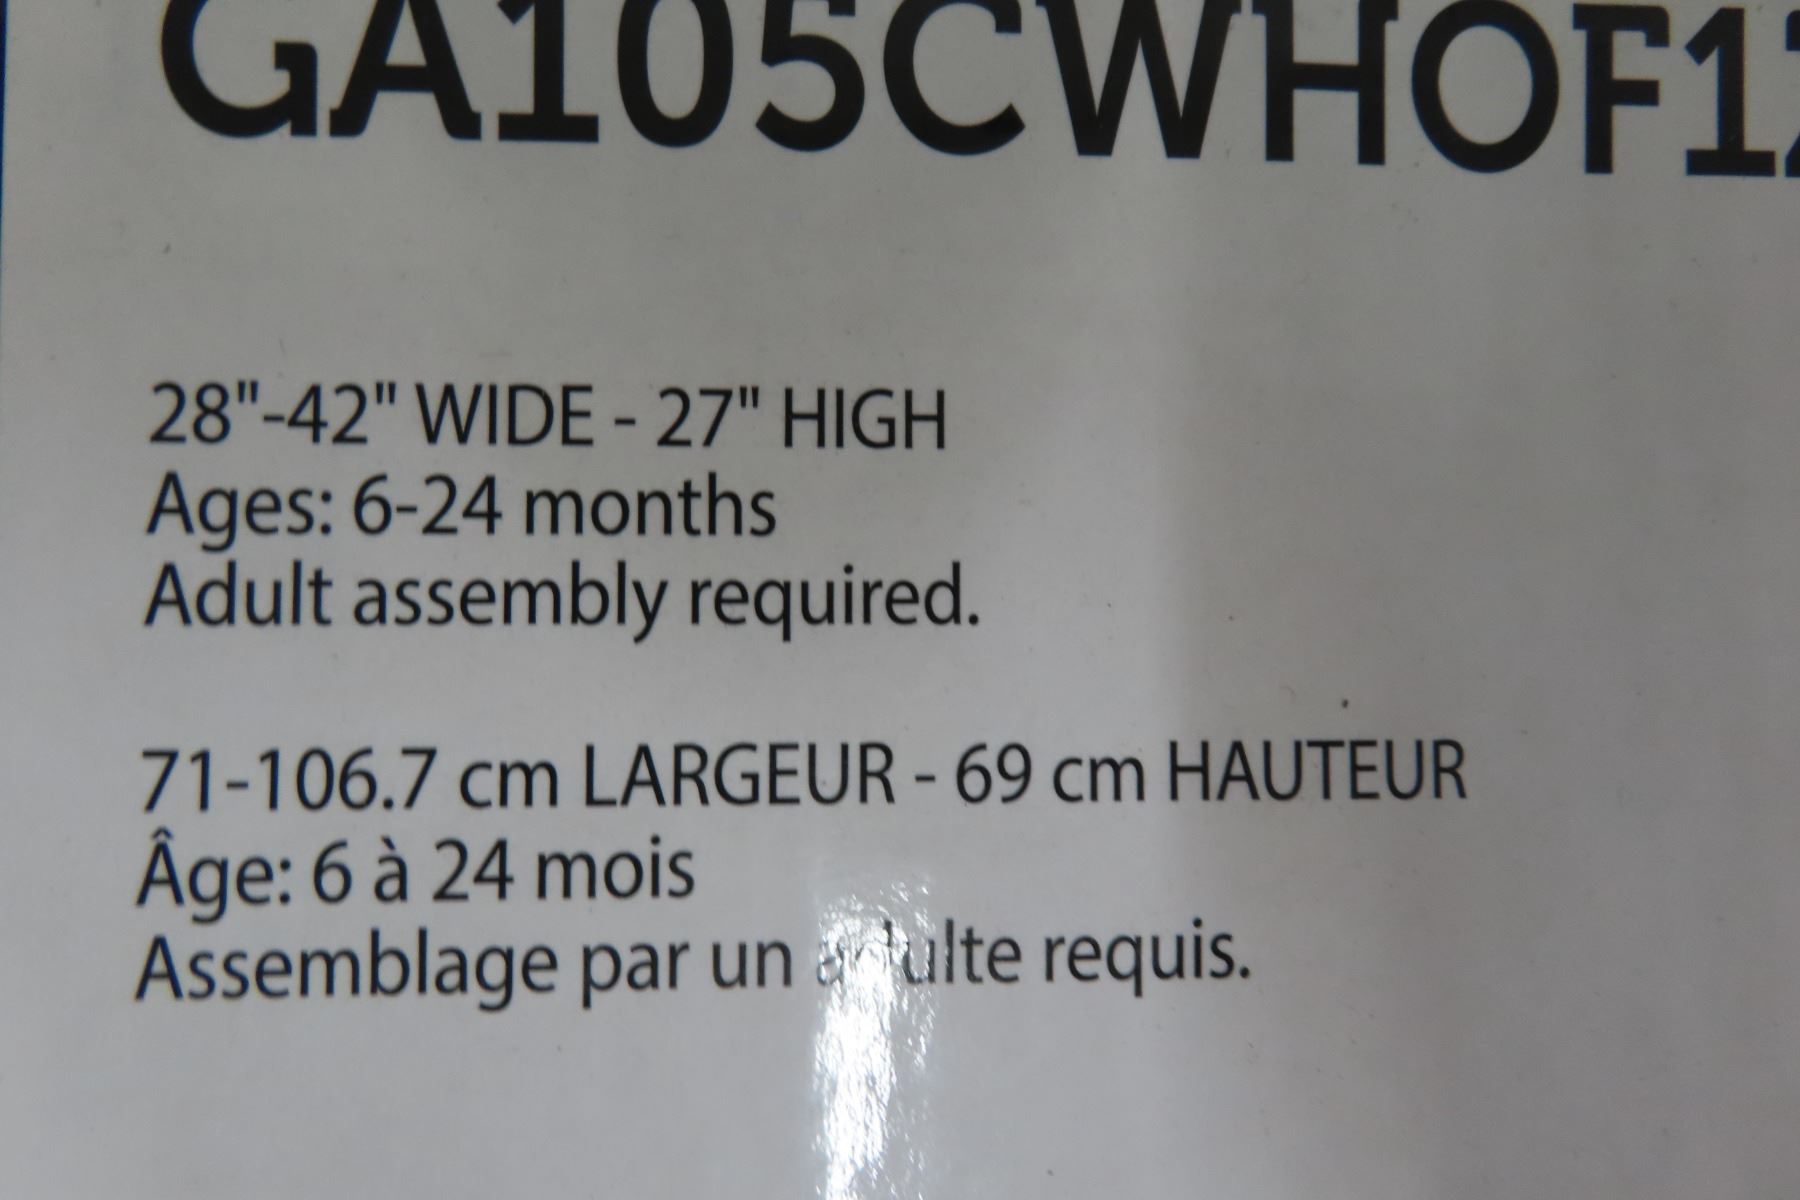 GA105CWHOF1
28"-42" WIDE - 27" HIGH
Ages: 6-24 months
Adult assembly required.
71-106.7 cm LARGEUR - 69 cm HAUTEUR
Âge: 6 à 24 mois
Assemblage par un adulte requis.